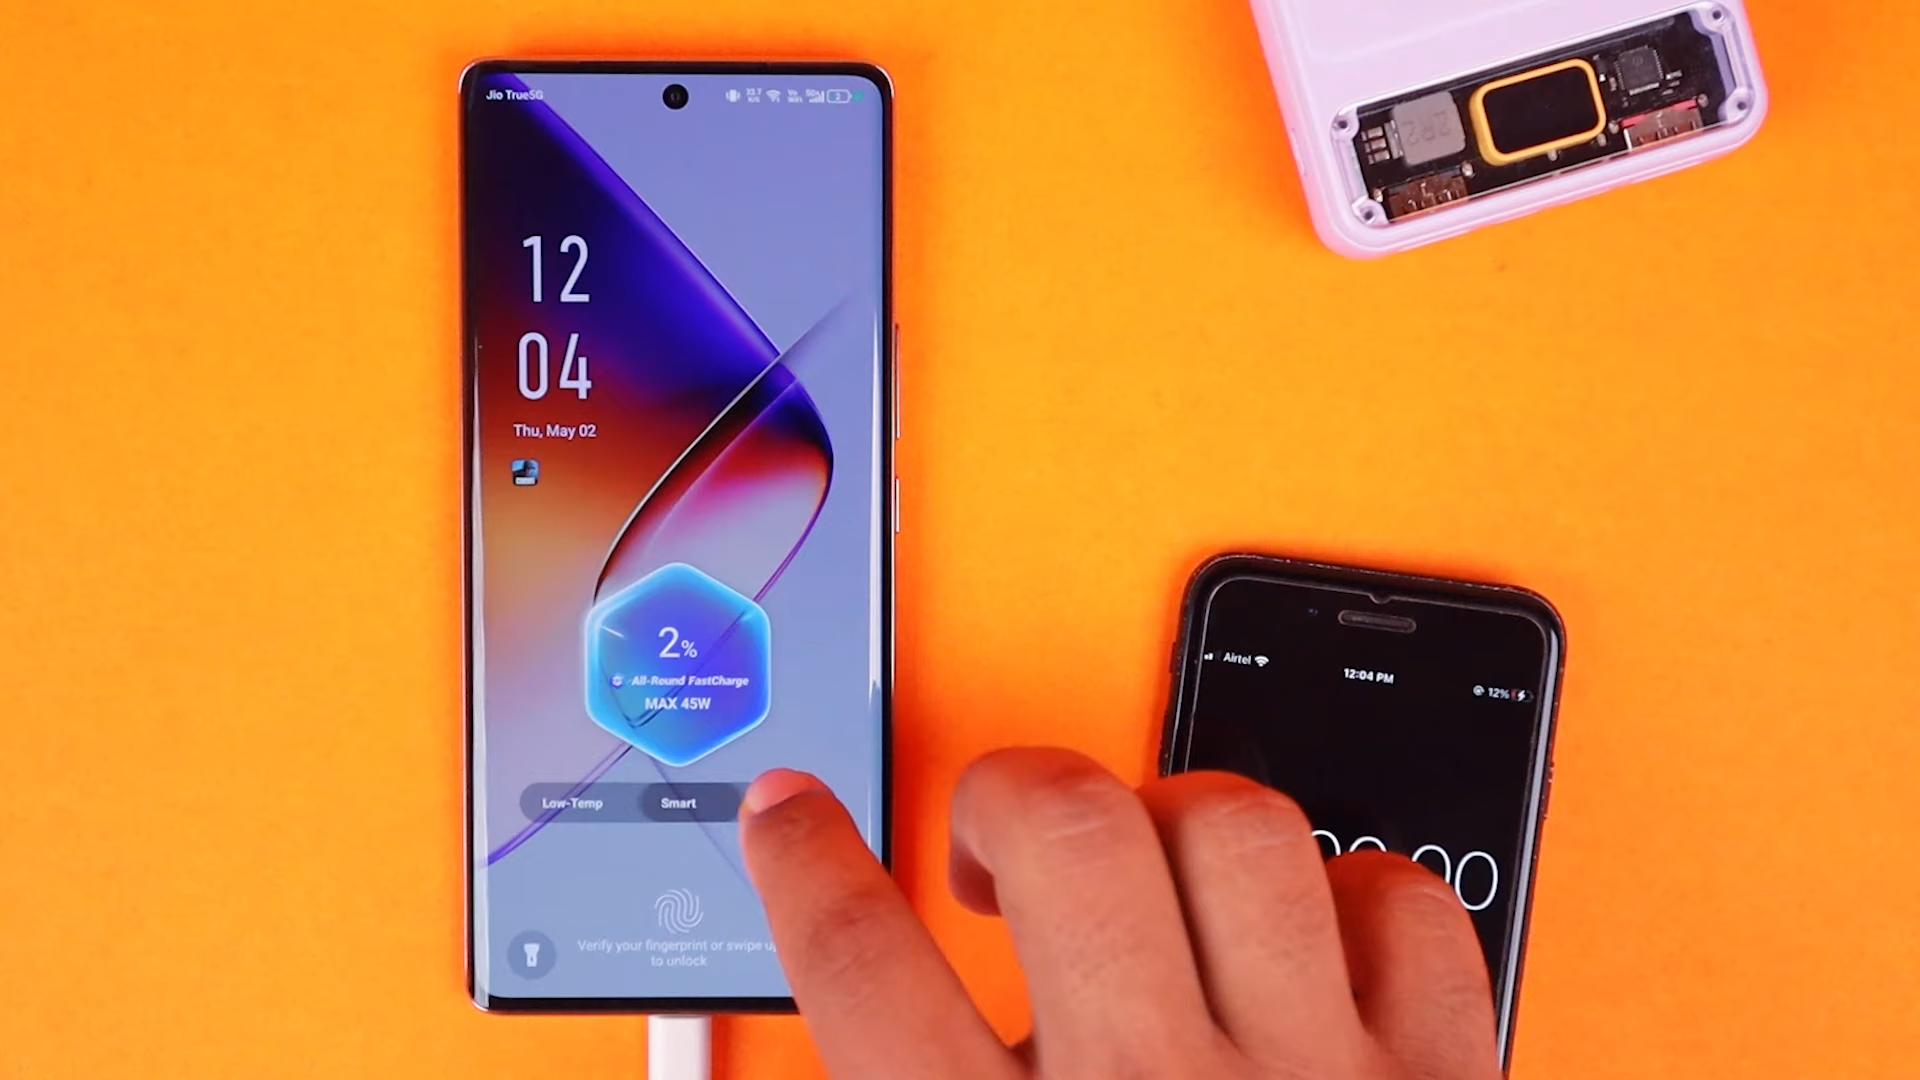 Jio True5G
12
04
Thu, May 02
2%
All-Round FastCharge
MAX 45W
Low-Temp Smart
Verify your fingerprint or swipe
to unlock
Airtel
12:04 PM
12%
2R2